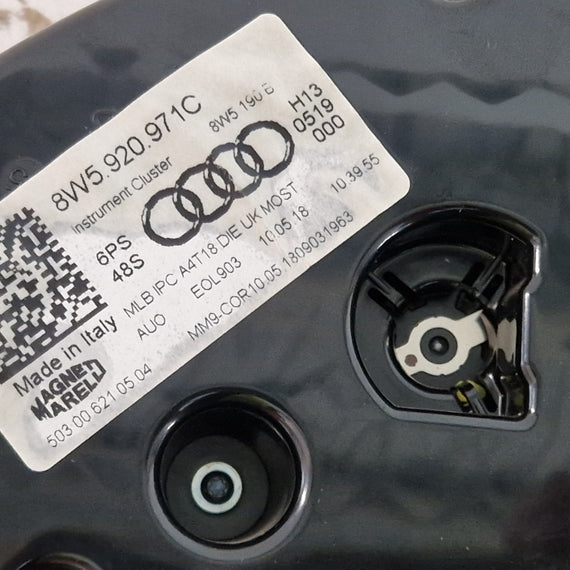 8W5.920.971C
8W5 190 B
H13
0519
000
Instrument Cluster
6PS
48S
MLB IPC A4T18 DIE UK MOST
AUO EOL903 10.05.18 10.39.55
MM9-COR10.05.1809031963
Made in Italy
MAGNETI
MARELLI
503 00 621 05 04